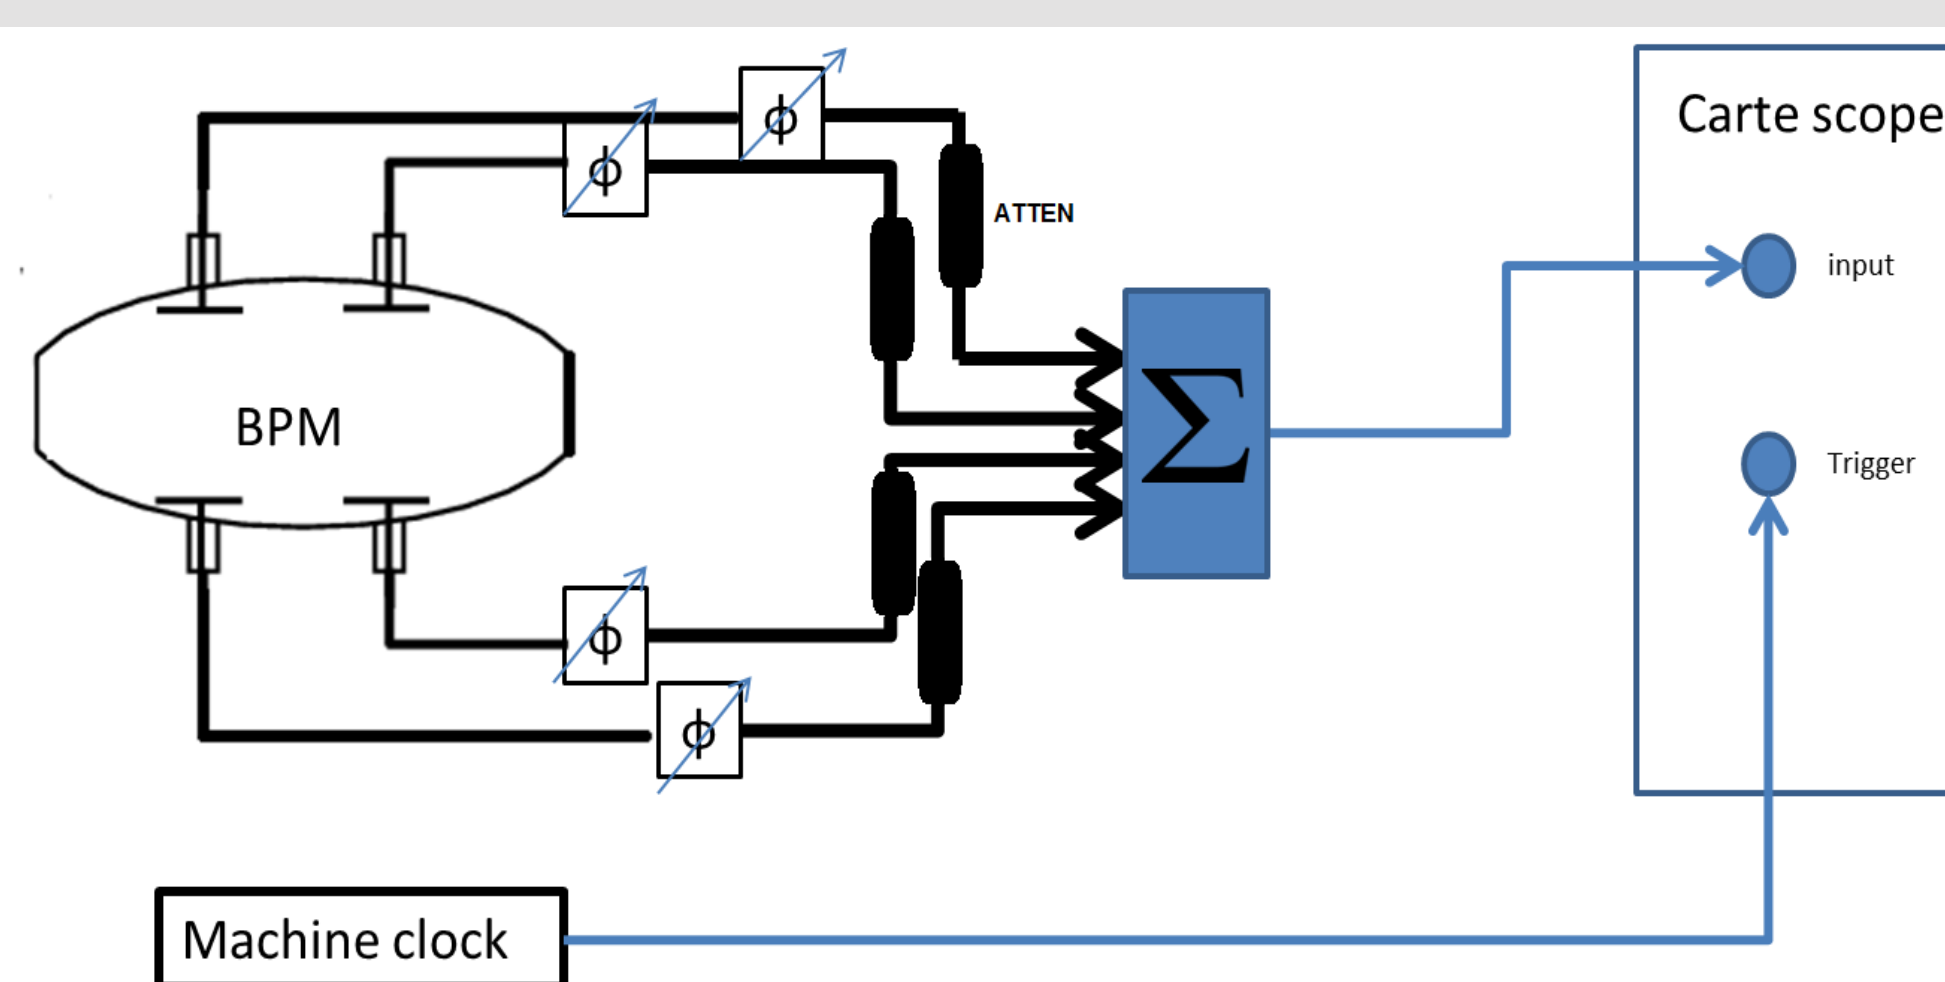 ϕ
ϕ
Carte scope
ATTEN
input
BPM
Σ
Trigger
ϕ
ϕ
Machine clock